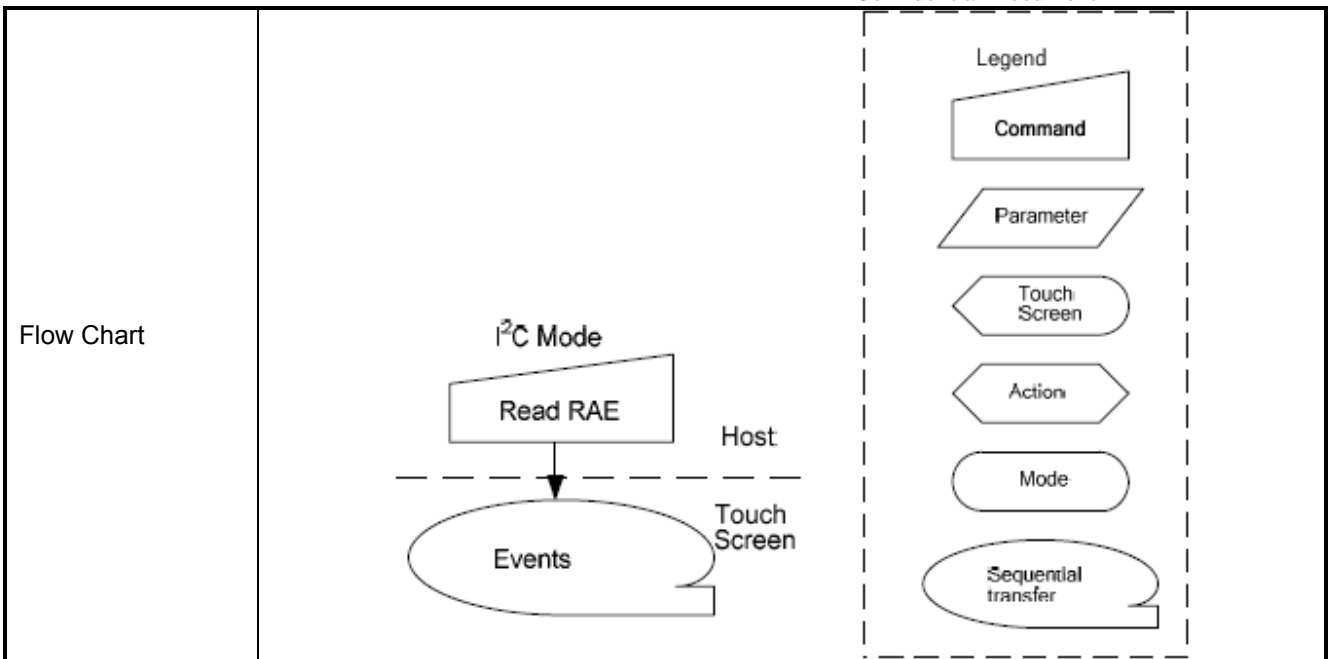 Flow Chart
I²C Mode
Read RAE
Host
Touch
Screen
Events
Legend
Command
Parameter
Touch
Screen
Action
Mode
Sequential
transfer